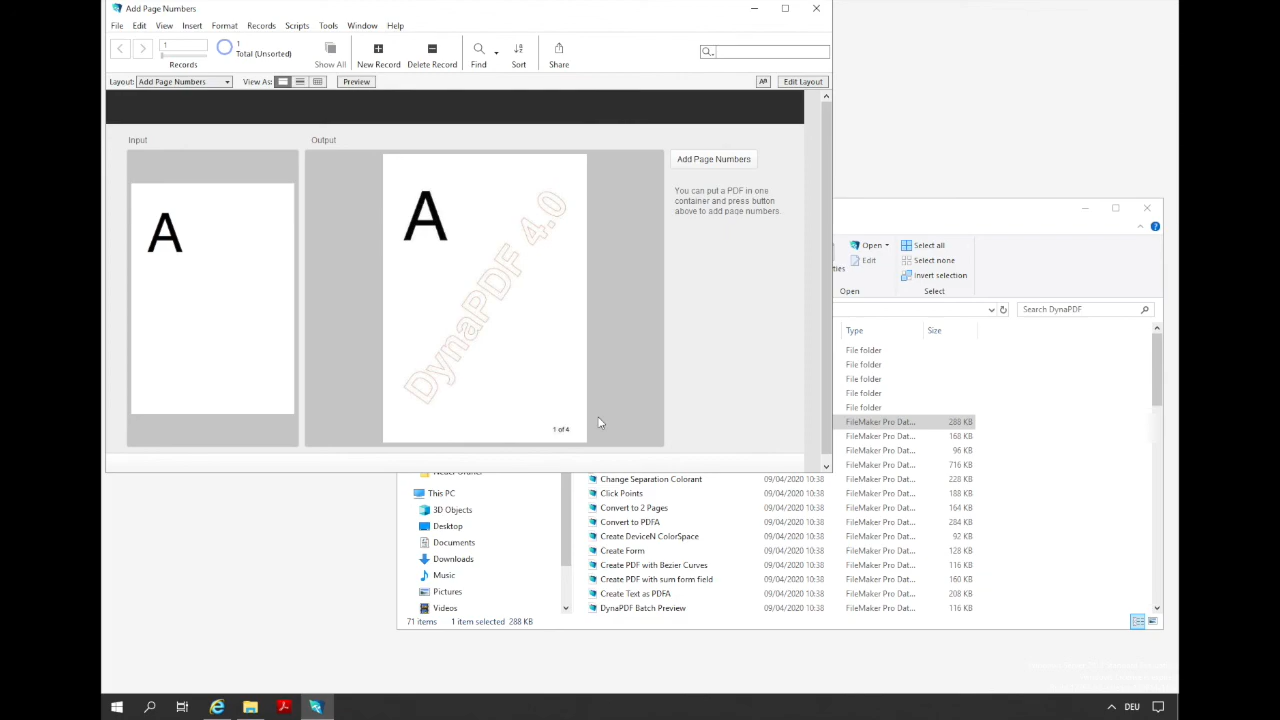 Add Page Numbers
File Edit View Insert Format Records Scripts Tools Window Help
1
1
Total (Unsorted)
Records
Show All
New Record
Delete Record
Find
Sort
Share
Layout: Add Page Numbers
View As:
Preview
Aa
Edit Layout
Input
Output
A
A
DynaPDF 4.0
1 of 4
Add Page Numbers
You can put a PDF in one
container and press button
above to add page numbers.
Open
Select all
Edit
Select none
Invert selection
Open
Select
Search DynaPDF
Type Size
File folder
File folder
File folder
File folder
File folder
FileMaker Pro Dat... 288 KB
FileMaker Pro Dat... 168 KB
FileMaker Pro Dat... 96 KB
FileMaker Pro Dat... 716 KB
This PC
3D Objects
Desktop
Documents
Downloads
Music
Pictures
Videos
Change Separation Colorant 09/04/2020 10:38 FileMaker Pro Dat... 228 KB
Click Points 09/04/2020 10:38 FileMaker Pro Dat... 188 KB
Convert to 2 Pages 09/04/2020 10:38 FileMaker Pro Dat... 164 KB
Convert to PDFA 09/04/2020 10:38 FileMaker Pro Dat... 284 KB
Create DeviceN ColorSpace 09/04/2020 10:38 FileMaker Pro Dat... 92 KB
Create Form 09/04/2020 10:38 FileMaker Pro Dat... 128 KB
Create PDF with Bezier Curves 09/04/2020 10:38 FileMaker Pro Dat... 116 KB
Create PDF with sum form field 09/04/2020 10:38 FileMaker Pro Dat... 160 KB
Create Text as PDFA 09/04/2020 10:38 FileMaker Pro Dat... 208 KB
DynaPDF Batch Preview 09/04/2020 10:38 FileMaker Pro Dat... 116 KB
71 items 1 item selected 288 KB
DEU